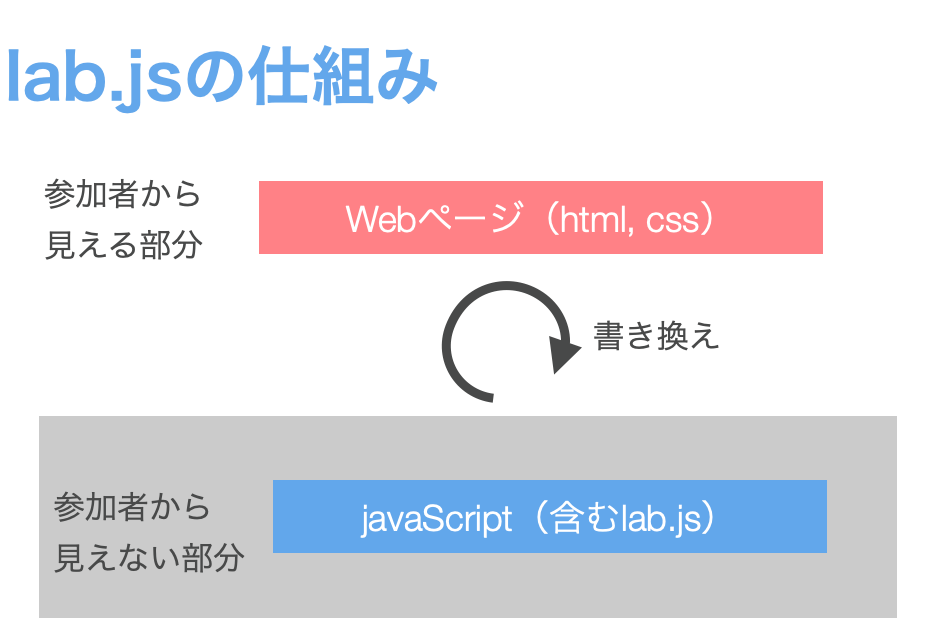 lab.jsの仕組み
参加者から
見える部分
Webページ（html, css）
書き換え
参加者から
見えない部分
javaScript（含むlab.js）